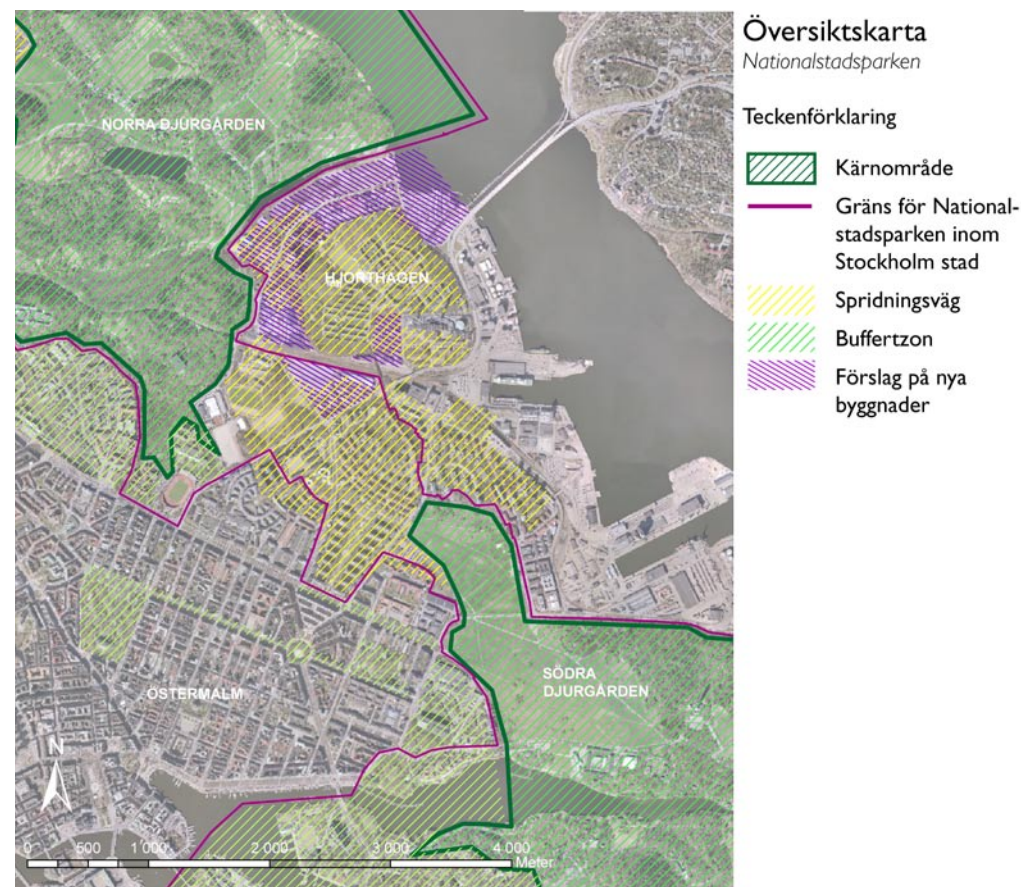 Översiktskarta
Nationalstadsparken
Teckenförklaring
Kärnområde
Gräns för National-
stadsparken inom
Stockholm stad
Spridningsväg
Buffertzon
Förslag på nya
byggnader
NORRA DJURGÅRDEN
HJORTHAGEN
SÖDRA
DJURGÅRDEN
ÖSTERMALM
N
0 500 1 000 2 000 3 000 4 000
Meter